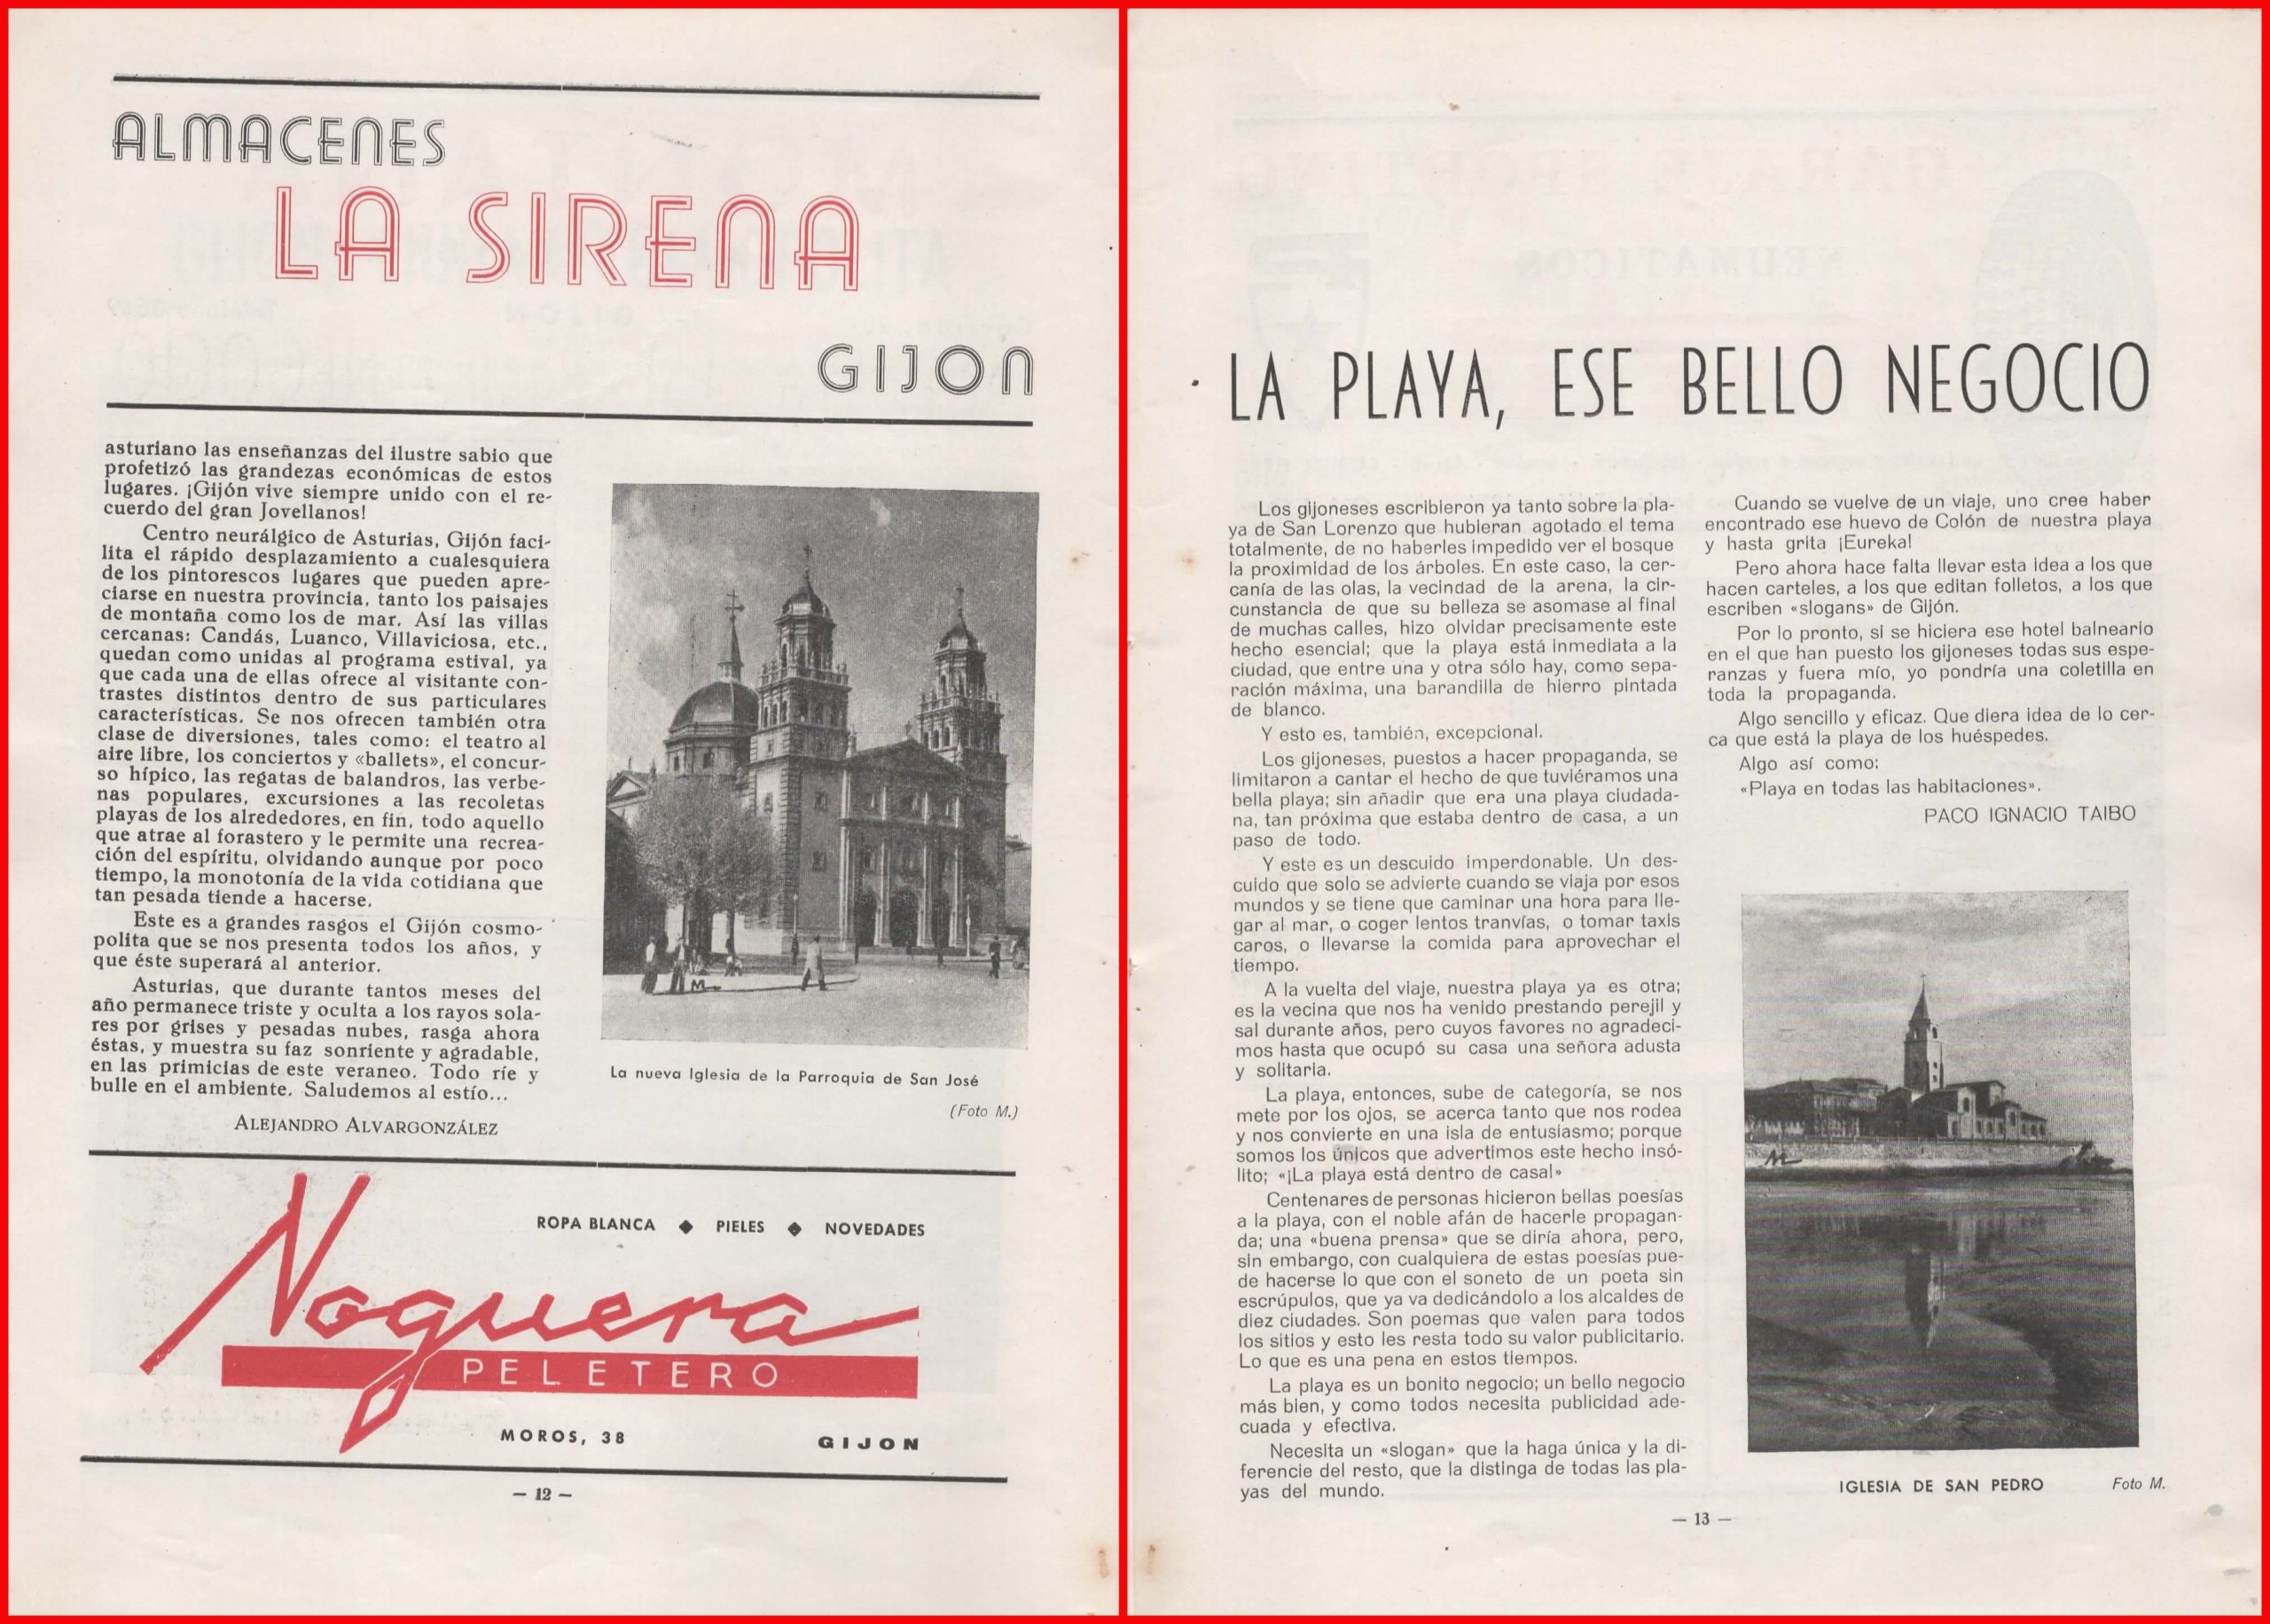 ALMACENES
LA SIRENA
GIJON
asturiano las enseñanzas del ilustre sabio que
profetizó las grandezas económicas de estos
lugares. ¡Gijón vive siempre unido con el re-
cuerdo del gran Jovellanos!
Centro neurálgico de Asturias, Gijón faci-
lita el rápido desplazamiento a cualesquiera
de los pintorescos lugares que pueden apre-
ciarse en nuestra provincia, tanto los paisajes
de montaña como los de mar. Así las villas
cercanas: Candás, Luanco, Villaviciosa, etc.,
quedan como unidas al programa estival, ya
que cada una de ellas ofrece al visitante con-
trastes distintos dentro de sus particulares
características. Se nos ofrecen también otra
clase de diversiones, tales como: el teatro al
aire libre, los conciertos y «ballets», el concur-
so hípico, las regatas de balandros, las verbe-
nas populares, excursiones a las recoletas
playas de los alrededores, en fin, todo aquello
que atrae al forastero y le permite una recrea-
ción del espíritu, olvidando aunque por poco
tiempo, la monotonía de la vida cotidiana que
tan pesada tiende a hacerse.
Este es a grandes rasgos el Gijón cosmo-
polita que se nos presenta todos los años, y
que éste superará al anterior.
Asturias, que durante tantos meses del
año permanece triste y oculta a los rayos sola-
res por grises y pesadas nubes, rasga ahora
éstas, y muestra su faz sonriente y agradable,
en las primicias de este veraneo. Todo ríe y
bulle en el ambiente. Saludemos al estío...
ALEJANDRO ALVARGONZÁLEZ
M
La nueva Iglesia de la Parroquia de San José
(Foto M.)
ROPA BLANCA ◆ PIELES ◆ NOVEDADES
Noguera
PELETERO
MOROS, 38 GIJON
— 12 —
LA PLAYA, ESE BELLO NEGOCIO
Los gijoneses escribieron ya tanto sobre la pla-
ya de San Lorenzo que hubieran agotado el tema
totalmente, de no haberles impedido ver el bosque
la proximidad de los árboles. En este caso, la cer-
canía de las olas, la vecindad de la arena, la cir-
cunstancia de que su belleza se asomase al final
de muchas calles, hizo olvidar precisamente este
hecho esencial; que la playa está inmediata a la
ciudad, que entre una y otra sólo hay, como sepa-
ración máxima, una barandilla de hierro pintada
de blanco.
Y esto es, también, excepcional.
Los gijoneses, puestos a hacer propaganda, se
limitaron a cantar el hecho de que tuviéramos una
bella playa; sin añadir que era una playa ciudada-
na, tan próxima que estaba dentro de casa, a un
paso de todo.
Y este es un descuido imperdonable. Un des-
cuido que solo se advierte cuando se viaja por esos
mundos y se tiene que caminar una hora para lle-
gar al mar, o coger lentos tranvías, o tomar taxis
caros, o llevarse la comida para aprovechar el
tiempo.
A la vuelta del viaje, nuestra playa ya es otra;
es la vecina que nos ha venido prestando perejil y
sal durante años, pero cuyos favores no agradeci-
mos hasta que ocupó su casa una señora adusta
y solitaria.
La playa, entonces, sube de categoría, se nos
mete por los ojos, se acerca tanto que nos rodea
y nos convierte en una isla de entusiasmo; porque
somos los únicos que advertimos este hecho insó-
lito; «¡La playa está dentro de casa!»
Centenares de personas hicieron bellas poesías
a la playa, con el noble afán de hacerle propagan-
da; una «buena prensa» que se diría ahora, pero,
sin embargo, con cualquiera de estas poesías pue-
de hacerse lo que con el soneto de un poeta sin
escrúpulos, que ya va dedicándolo a los alcaldes de
diez ciudades. Son poemas que valen para todos
los sitios y esto les resta todo su valor publicitario.
Lo que es una pena en estos tiempos.
La playa es un bonito negocio; un bello negocio
más bien, y como todos necesita publicidad ade-
cuada y efectiva.
Necesita un «slogan» que la haga única y la di-
ferencie del resto, que la distinga de todas las pla-
yas del mundo.
Cuando se vuelve de un viaje, uno cree haber
encontrado ese huevo de Colón de nuestra playa
y hasta grita ¡Eureka!
Pero ahora hace falta llevar esta idea a los que
hacen carteles, a los que editan folletos, a los que
escriben «slogans» de Gijón.
Por lo pronto, si se hiciera ese hotel balneario
en el que han puesto los gijoneses todas sus espe-
ranzas y fuera mío, yo pondría una coletilla en
toda la propaganda.
Algo sencillo y eficaz. Que diera idea de lo cer-
ca que está la playa de los huéspedes.
Algo así como:
«Playa en todas las habitaciones».
PACO IGNACIO TAIBO
M
IGLESIA DE SAN PEDRO Foto M.
— 13 —